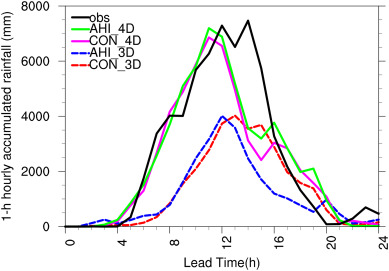 8000
6000
4000
2000
0
1-h hourly accumulated rainfall (mm)
obs
AHI_4D
CON_4D
AHI_3D
CON_3D
0 4 8 12 16 20 24
Lead Time(h)